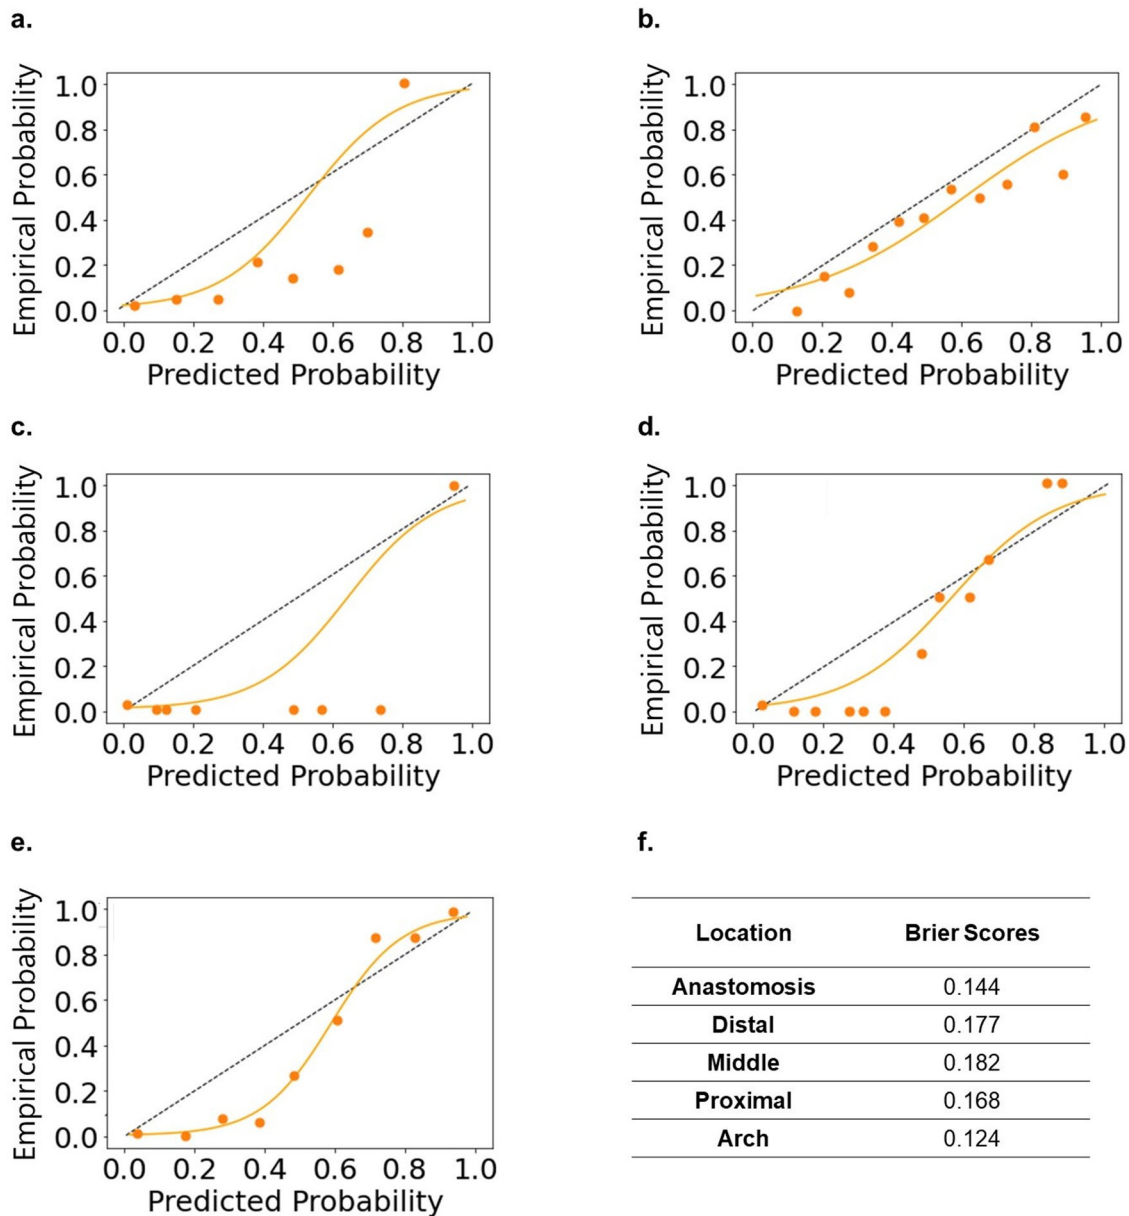 a.
Empirical Probability
1.0
0.8
0.6
0.4
0.2
0.0
0.0 0.2 0.4 0.6 0.8 1.0
Predicted Probability
b.
Empirical Probability
1.0
0.8
0.6
0.4
0.2
0.0
0.0 0.2 0.4 0.6 0.8 1.0
Predicted Probability
c.
Empirical Probability
1.0
0.8
0.6
0.4
0.2
0.0
0.0 0.2 0.4 0.6 0.8 1.0
Predicted Probability
d.
Empirical Probability
1.0
0.8
0.6
0.4
0.2
0.0
0.0 0.2 0.4 0.6 0.8 1.0
Predicted Probability
e.
Empirical Probability
1.0
0.8
0.6
0.4
0.2
0.0
0.0 0.2 0.4 0.6 0.8 1.0
Predicted Probability
f.
Location Brier Scores
Anastomosis 0.144
Distal 0.177
Middle 0.182
Proximal 0.168
Arch 0.124